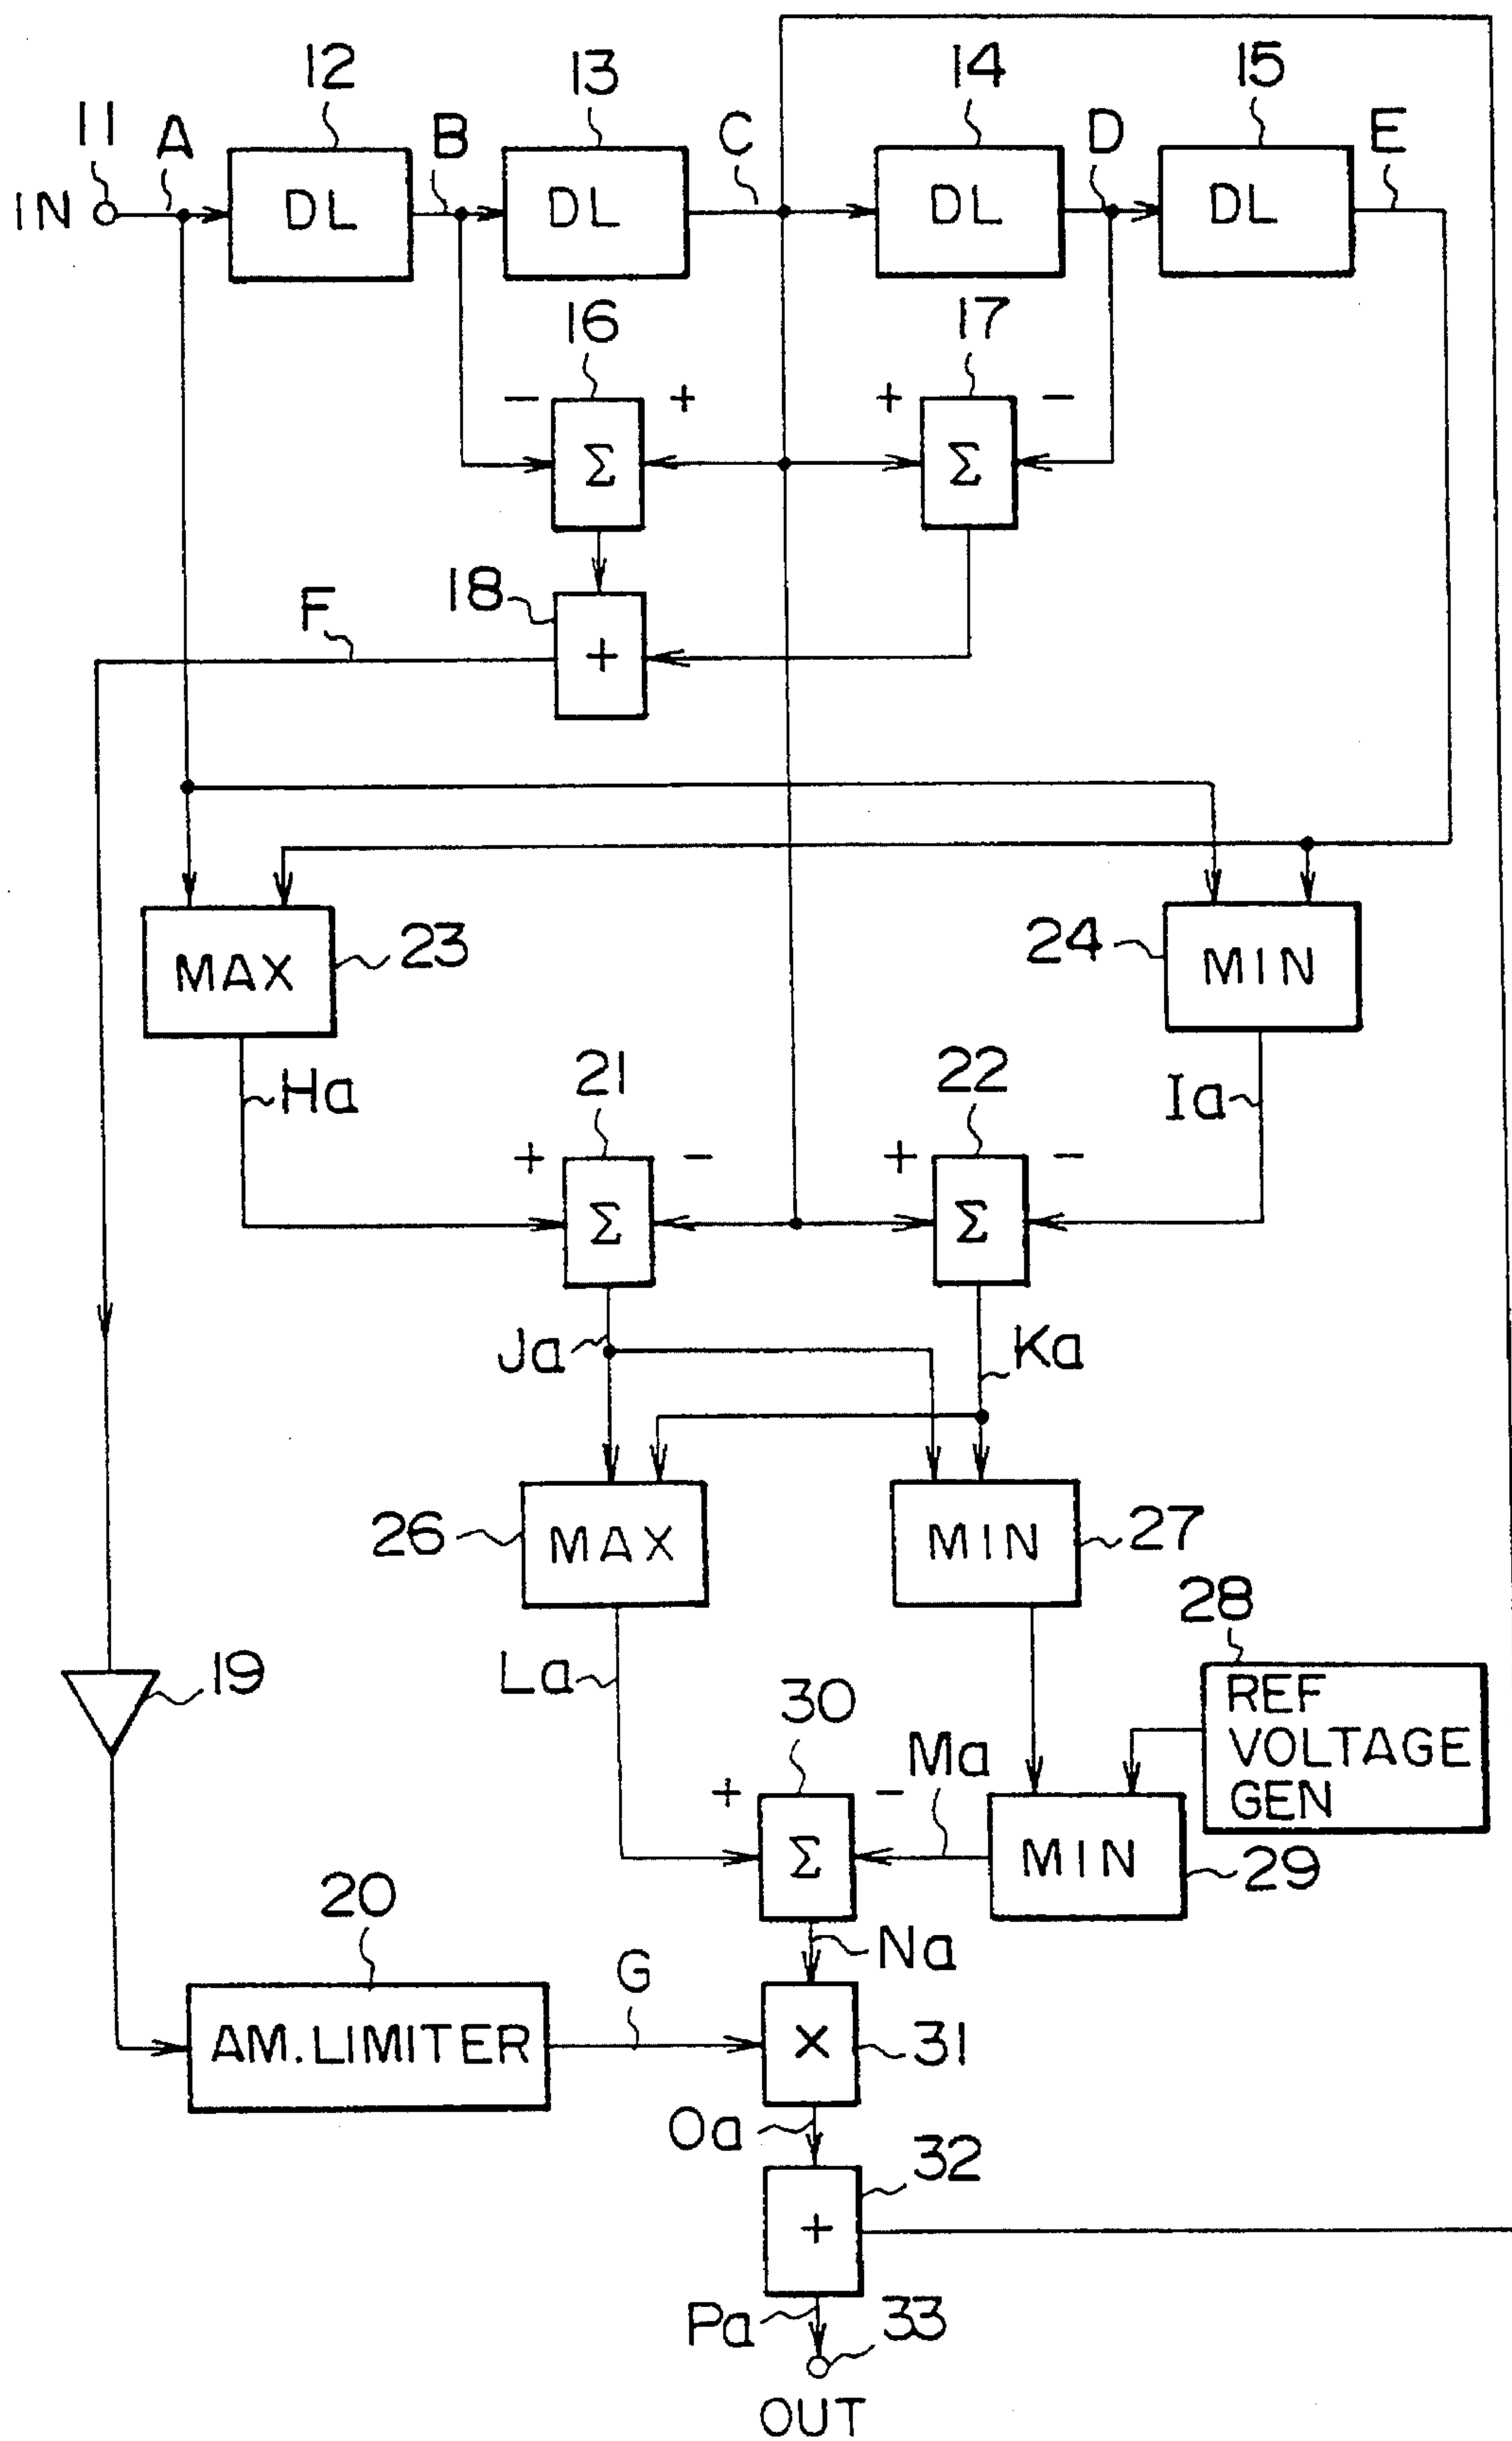 12 13 14 15
11 A B C D E
IN DL DL DL DL
16 17
− + + −
Σ Σ
F 18
+
MAX 23 24 MIN
Ha 21 22 Ia
+ − + −
Σ Σ
Ja Ka
26 MAX MIN 27
28
19 La 30 REF
Ma VOLTAGE
+ − GEN
Σ MIN 29
20 Na
G
AM. LIMITER X 31
Oa 32
+
Pa 33
OUT